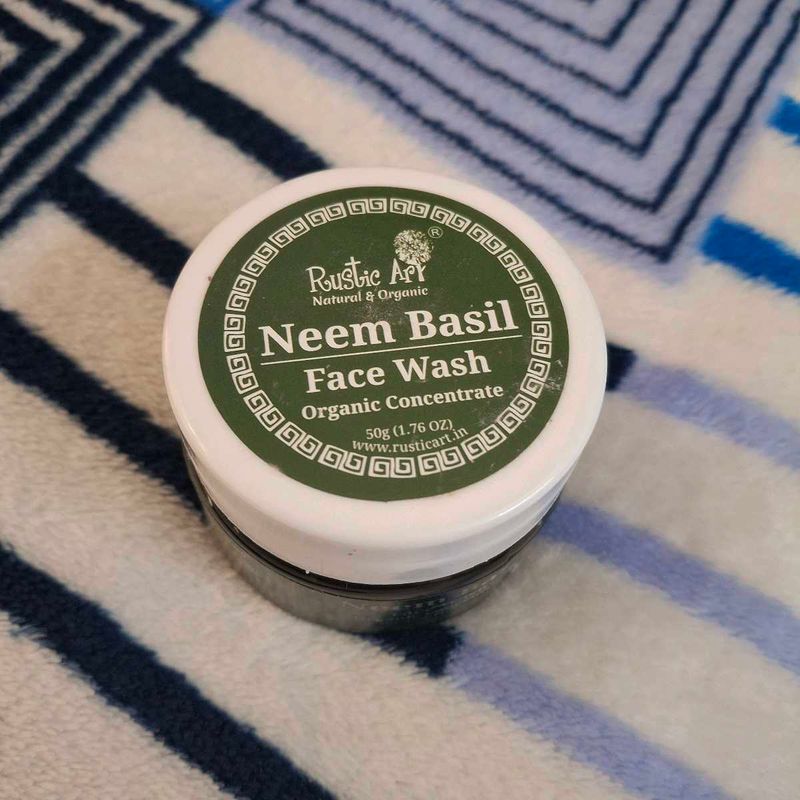 Rustic Art ®
Natural & Organic
Neem Basil
Face Wash
Organic Concentrate
50g (1.76 OZ)
www.rusticart.in